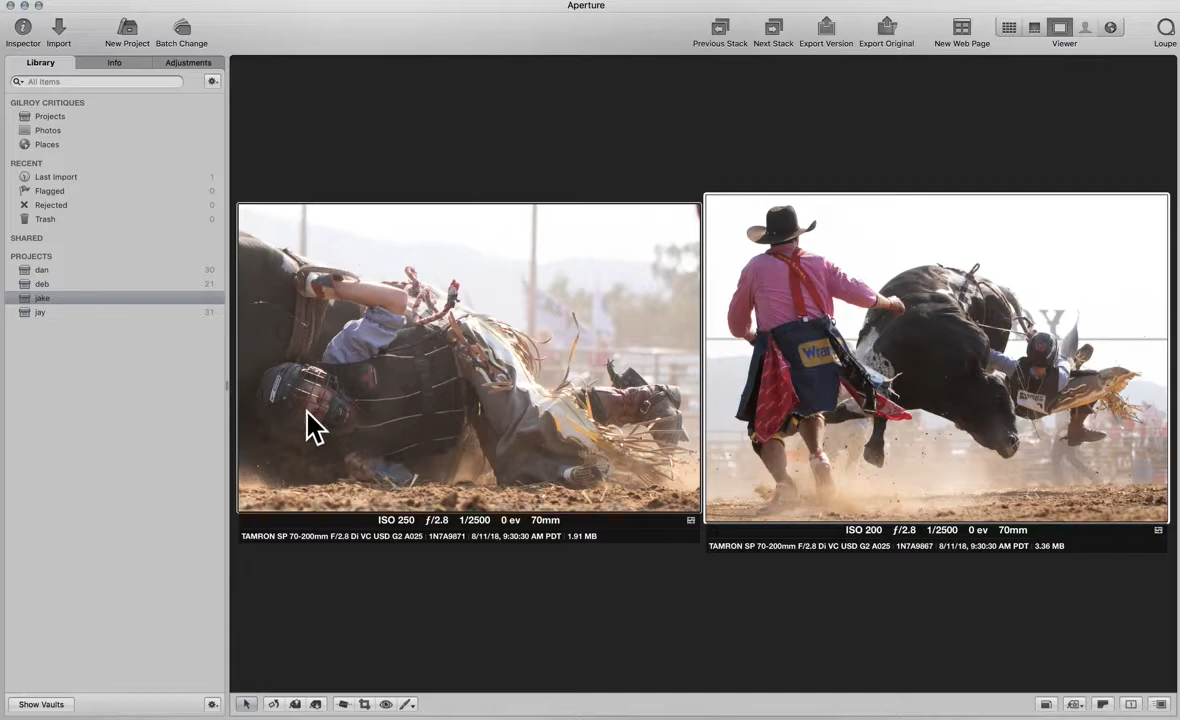 Aperture
Inspector
Import
New Project
Batch Change
Previous Stack
Next Stack
Export Version
Export Original
New Web Page
Viewer
Loupe
Library
Info
Adjustments
All Items
GILROY CRITIQUES
Projects
Photos
Places
RECENT
Last Import 1
Flagged 0
Rejected 0
Trash 0
SHARED
PROJECTS
dan 30
deb 21
jake
jay 31
Wran
ISO 250 ƒ/2.8 1/2500 0 ev 70mm
TAMRON SP 70-200mm F/2.8 Di VC USD G2 A025 1N7A9871 8/11/18, 9:30:30 AM PDT 1.91 MB
ISO 200 ƒ/2.8 1/2500 0 ev 70mm
TAMRON SP 70-200mm F/2.8 Di VC USD G2 A025 1N7A9867 8/11/18, 9:30:30 AM PDT 3.36 MB
Show Vaults